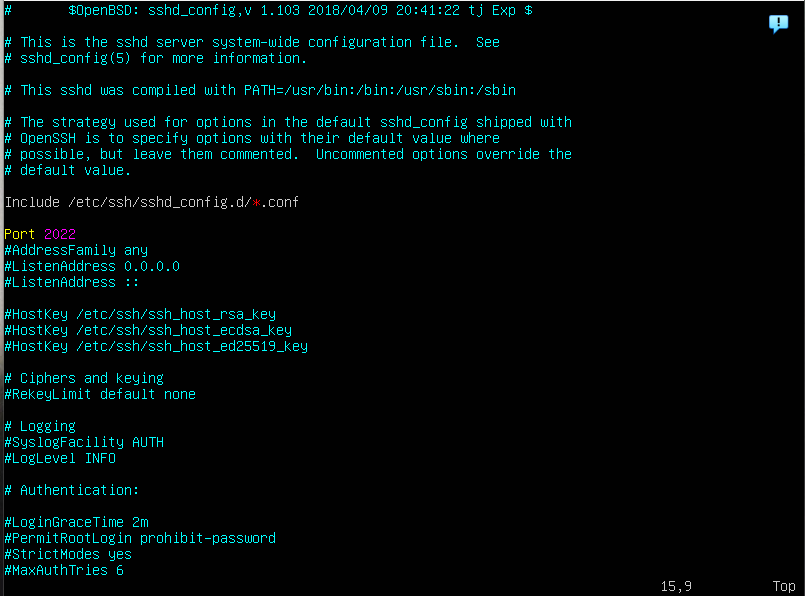 #       $OpenBSD: sshd_config,v 1.103 2018/04/09 20:41:22 tj Exp $
# This is the sshd server system-wide configuration file.  See
# sshd_config(5) for more information.
# This sshd was compiled with PATH=/usr/bin:/bin:/usr/sbin:/sbin
# The strategy used for options in the default sshd_config shipped with
# OpenSSH is to specify options with their default value where
# possible, but leave them commented.  Uncommented options override the
# default value.
Include /etc/ssh/sshd_config.d/*.conf
Port 2022
#AddressFamily any
#ListenAddress 0.0.0.0
#ListenAddress ::
#HostKey /etc/ssh/ssh_host_rsa_key
#HostKey /etc/ssh/ssh_host_ecdsa_key
#HostKey /etc/ssh/ssh_host_ed25519_key
# Ciphers and keying
#RekeyLimit default none
# Logging
#SyslogFacility AUTH
#LogLevel INFO
# Authentication:
#LoginGraceTime 2m
#PermitRootLogin prohibit-password
#StrictModes yes
#MaxAuthTries 6
15,9          Top